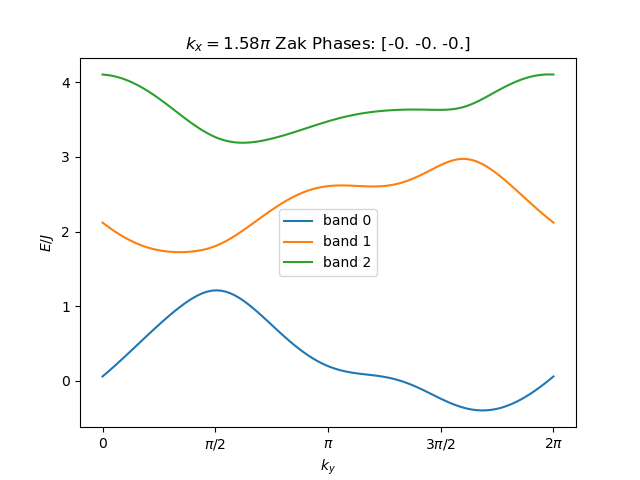 $k_x = 1.58\pi$ Zak Phases: [-0. -0. -0.]
4
3
2
1
0
E/J
band 0
band 1
band 2
0
π/2
π
3π/2
2π
$k_y$